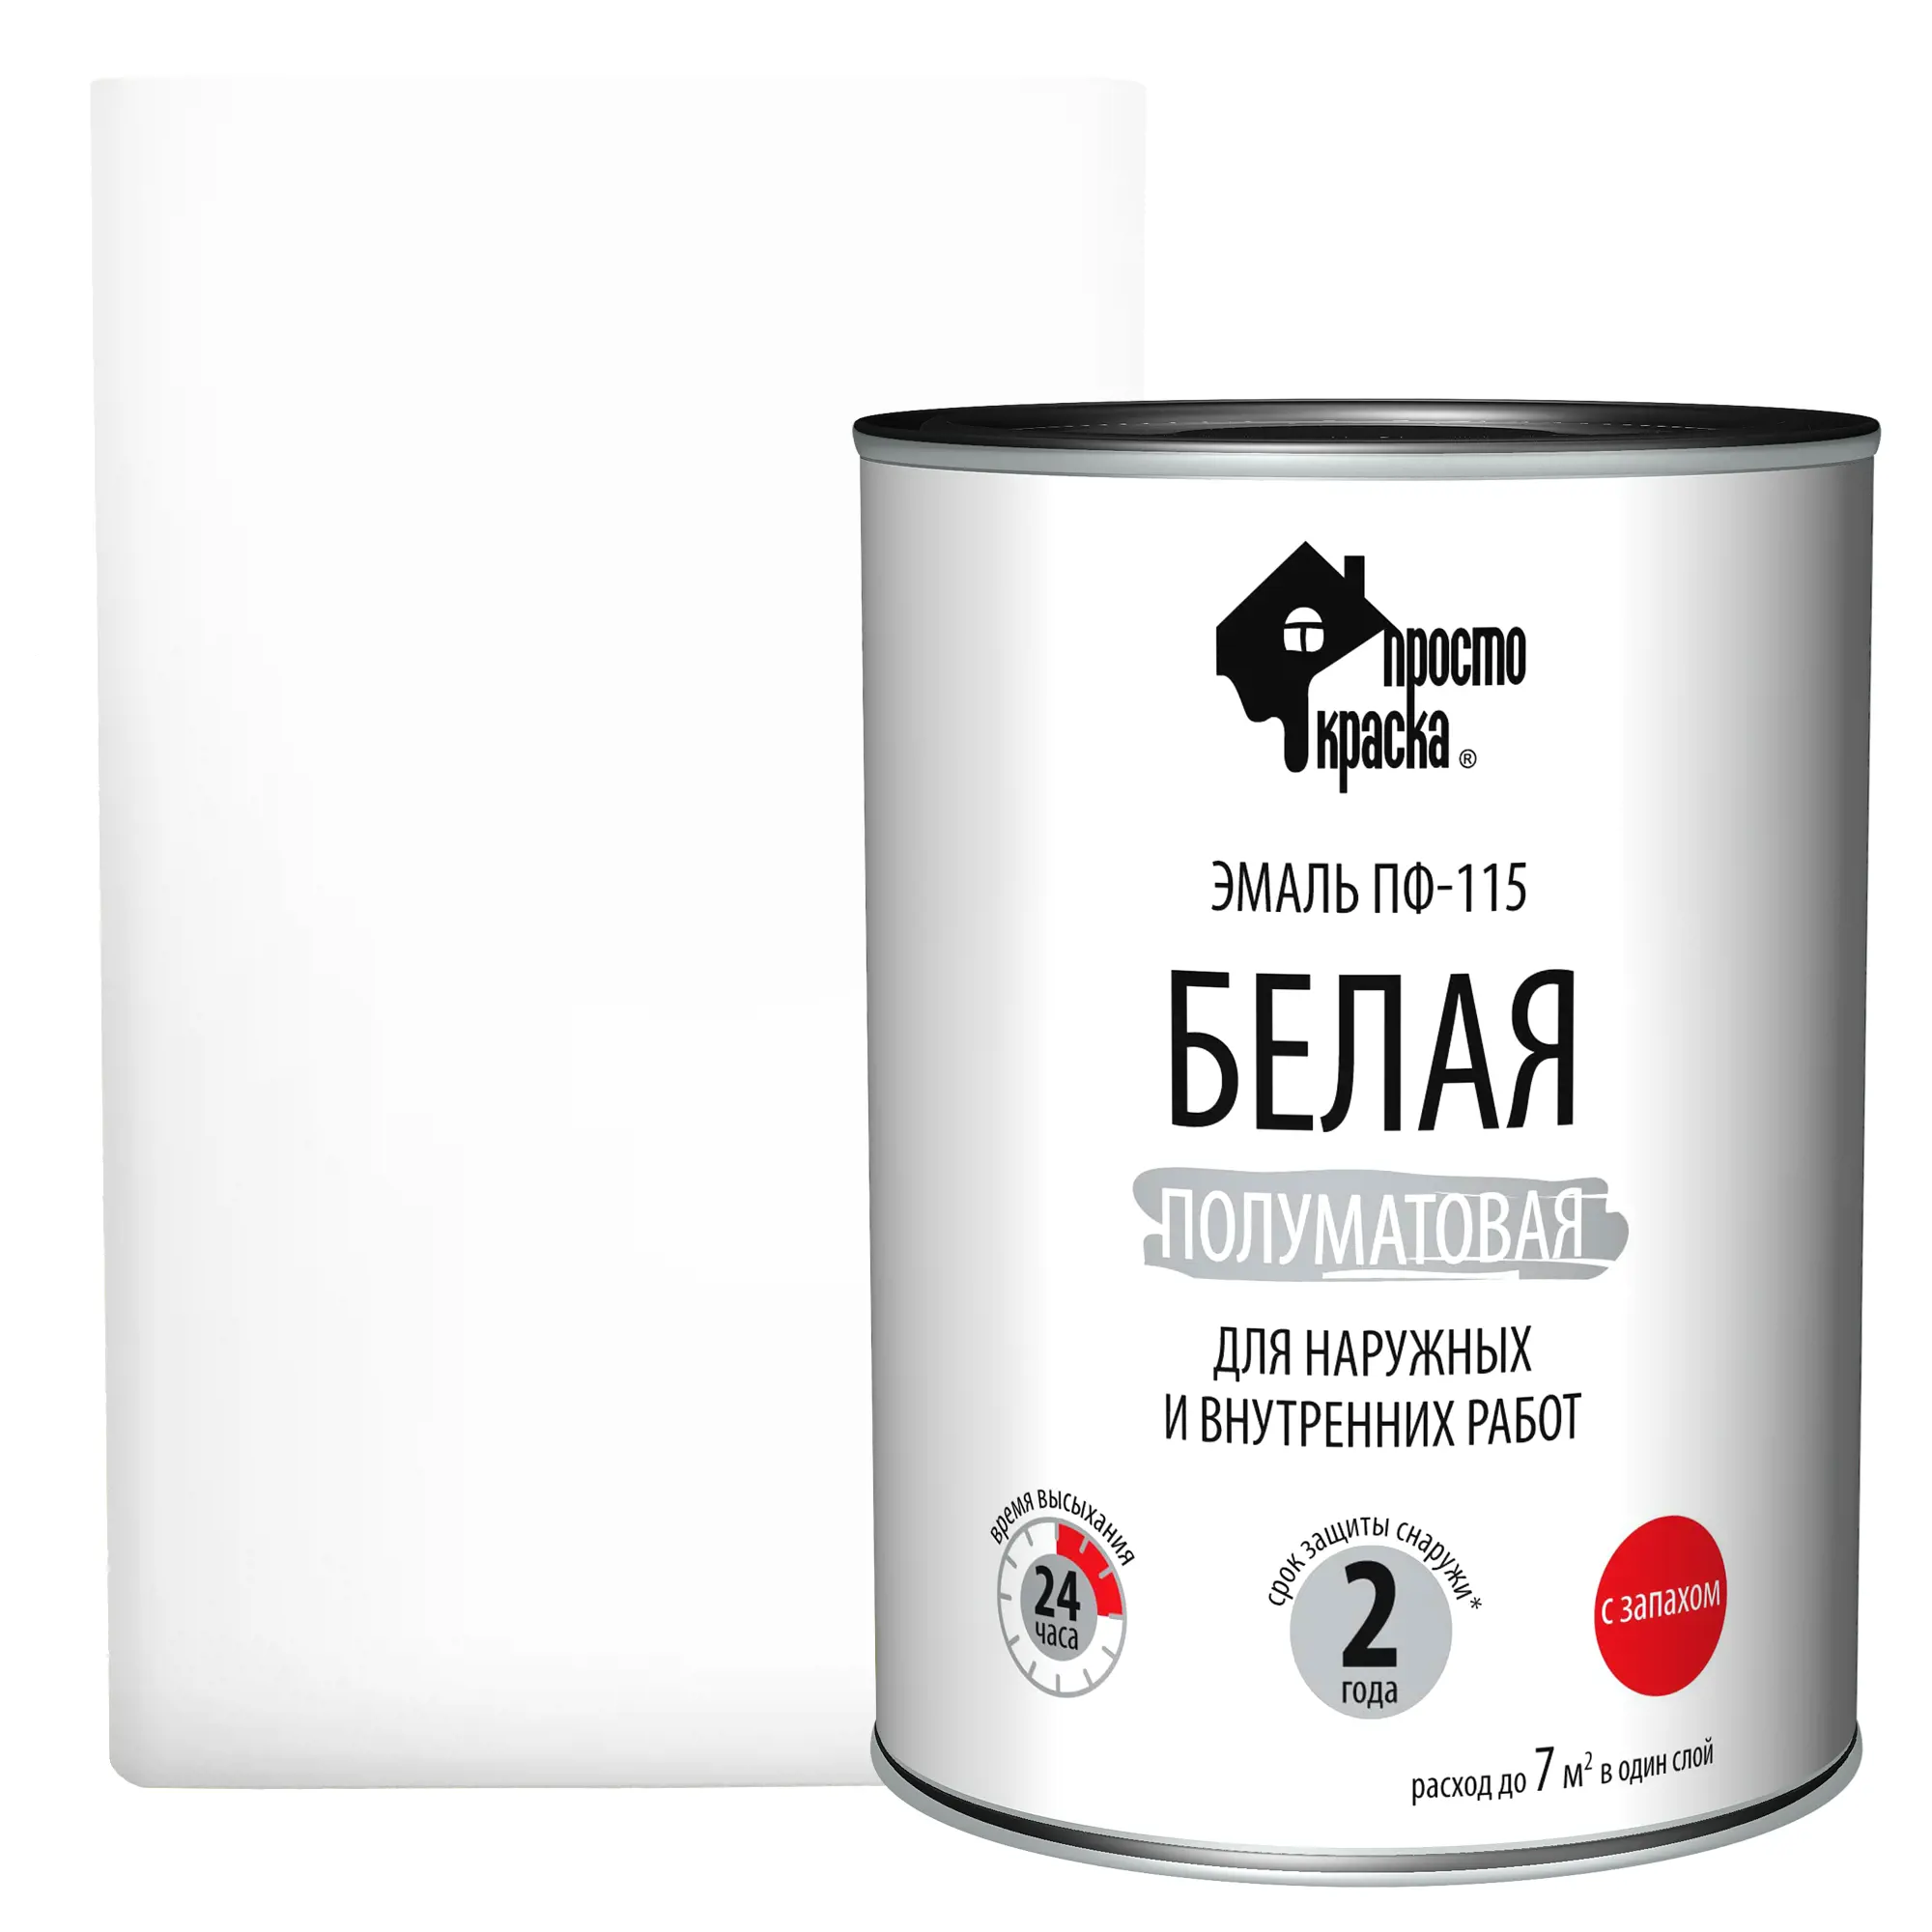 просто
краска ®
ЭМАЛЬ ПФ-115
БЕЛАЯ
ПОЛУМАТОВАЯ
ДЛЯ НАРУЖНЫХ
И ВНУТРЕННИХ РАБОТ
время высыхания
24
часа
срок защиты снаружи*
2
года
с запахом
расход до 7 м² в один слой